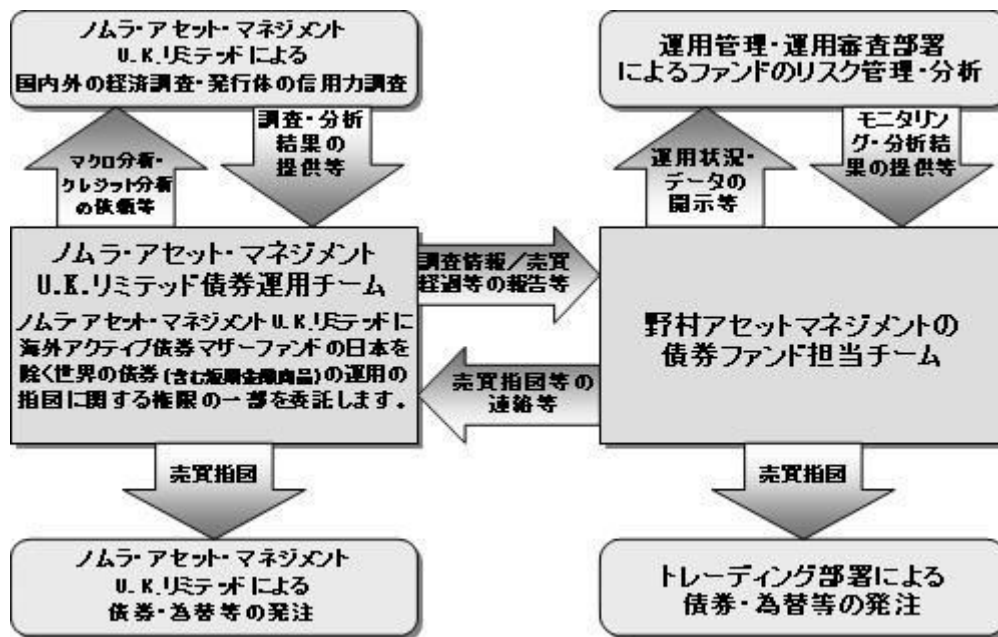 ノムラ・アセット・マネジメント
U.K.リミテッドによる
国内外の経済調査・発行体の信用力調査
運用管理・運用審査部署
によるファンドのリスク管理・分析
マクロ分析・
クレジット分析
の依頼等
調査・分析
結果の
提供等
運用状況・
データの
開示等
モニタリン
グ・分析結
果の提供等
ノムラ・アセット・マネジメント
U.K.リミテッド債券運用チーム
ノムラ・アセット・マネジメントU.K.リミテッドに
海外アクティブ債券マザーファンドの日本を
除く世界の債券(含む短期金融商品)の運用の
指図に関する権限の一部を委託します。
調査情報／売買
経過等の報告等
売買指図等の
連絡等
野村アセットマネジメントの
債券ファンド担当チーム
売買指図
売買指図
ノムラ・アセット・マネジメント
U.K.リミテッドによる
債券・為替等の発注
トレーディング部署による
債券・為替等の発注